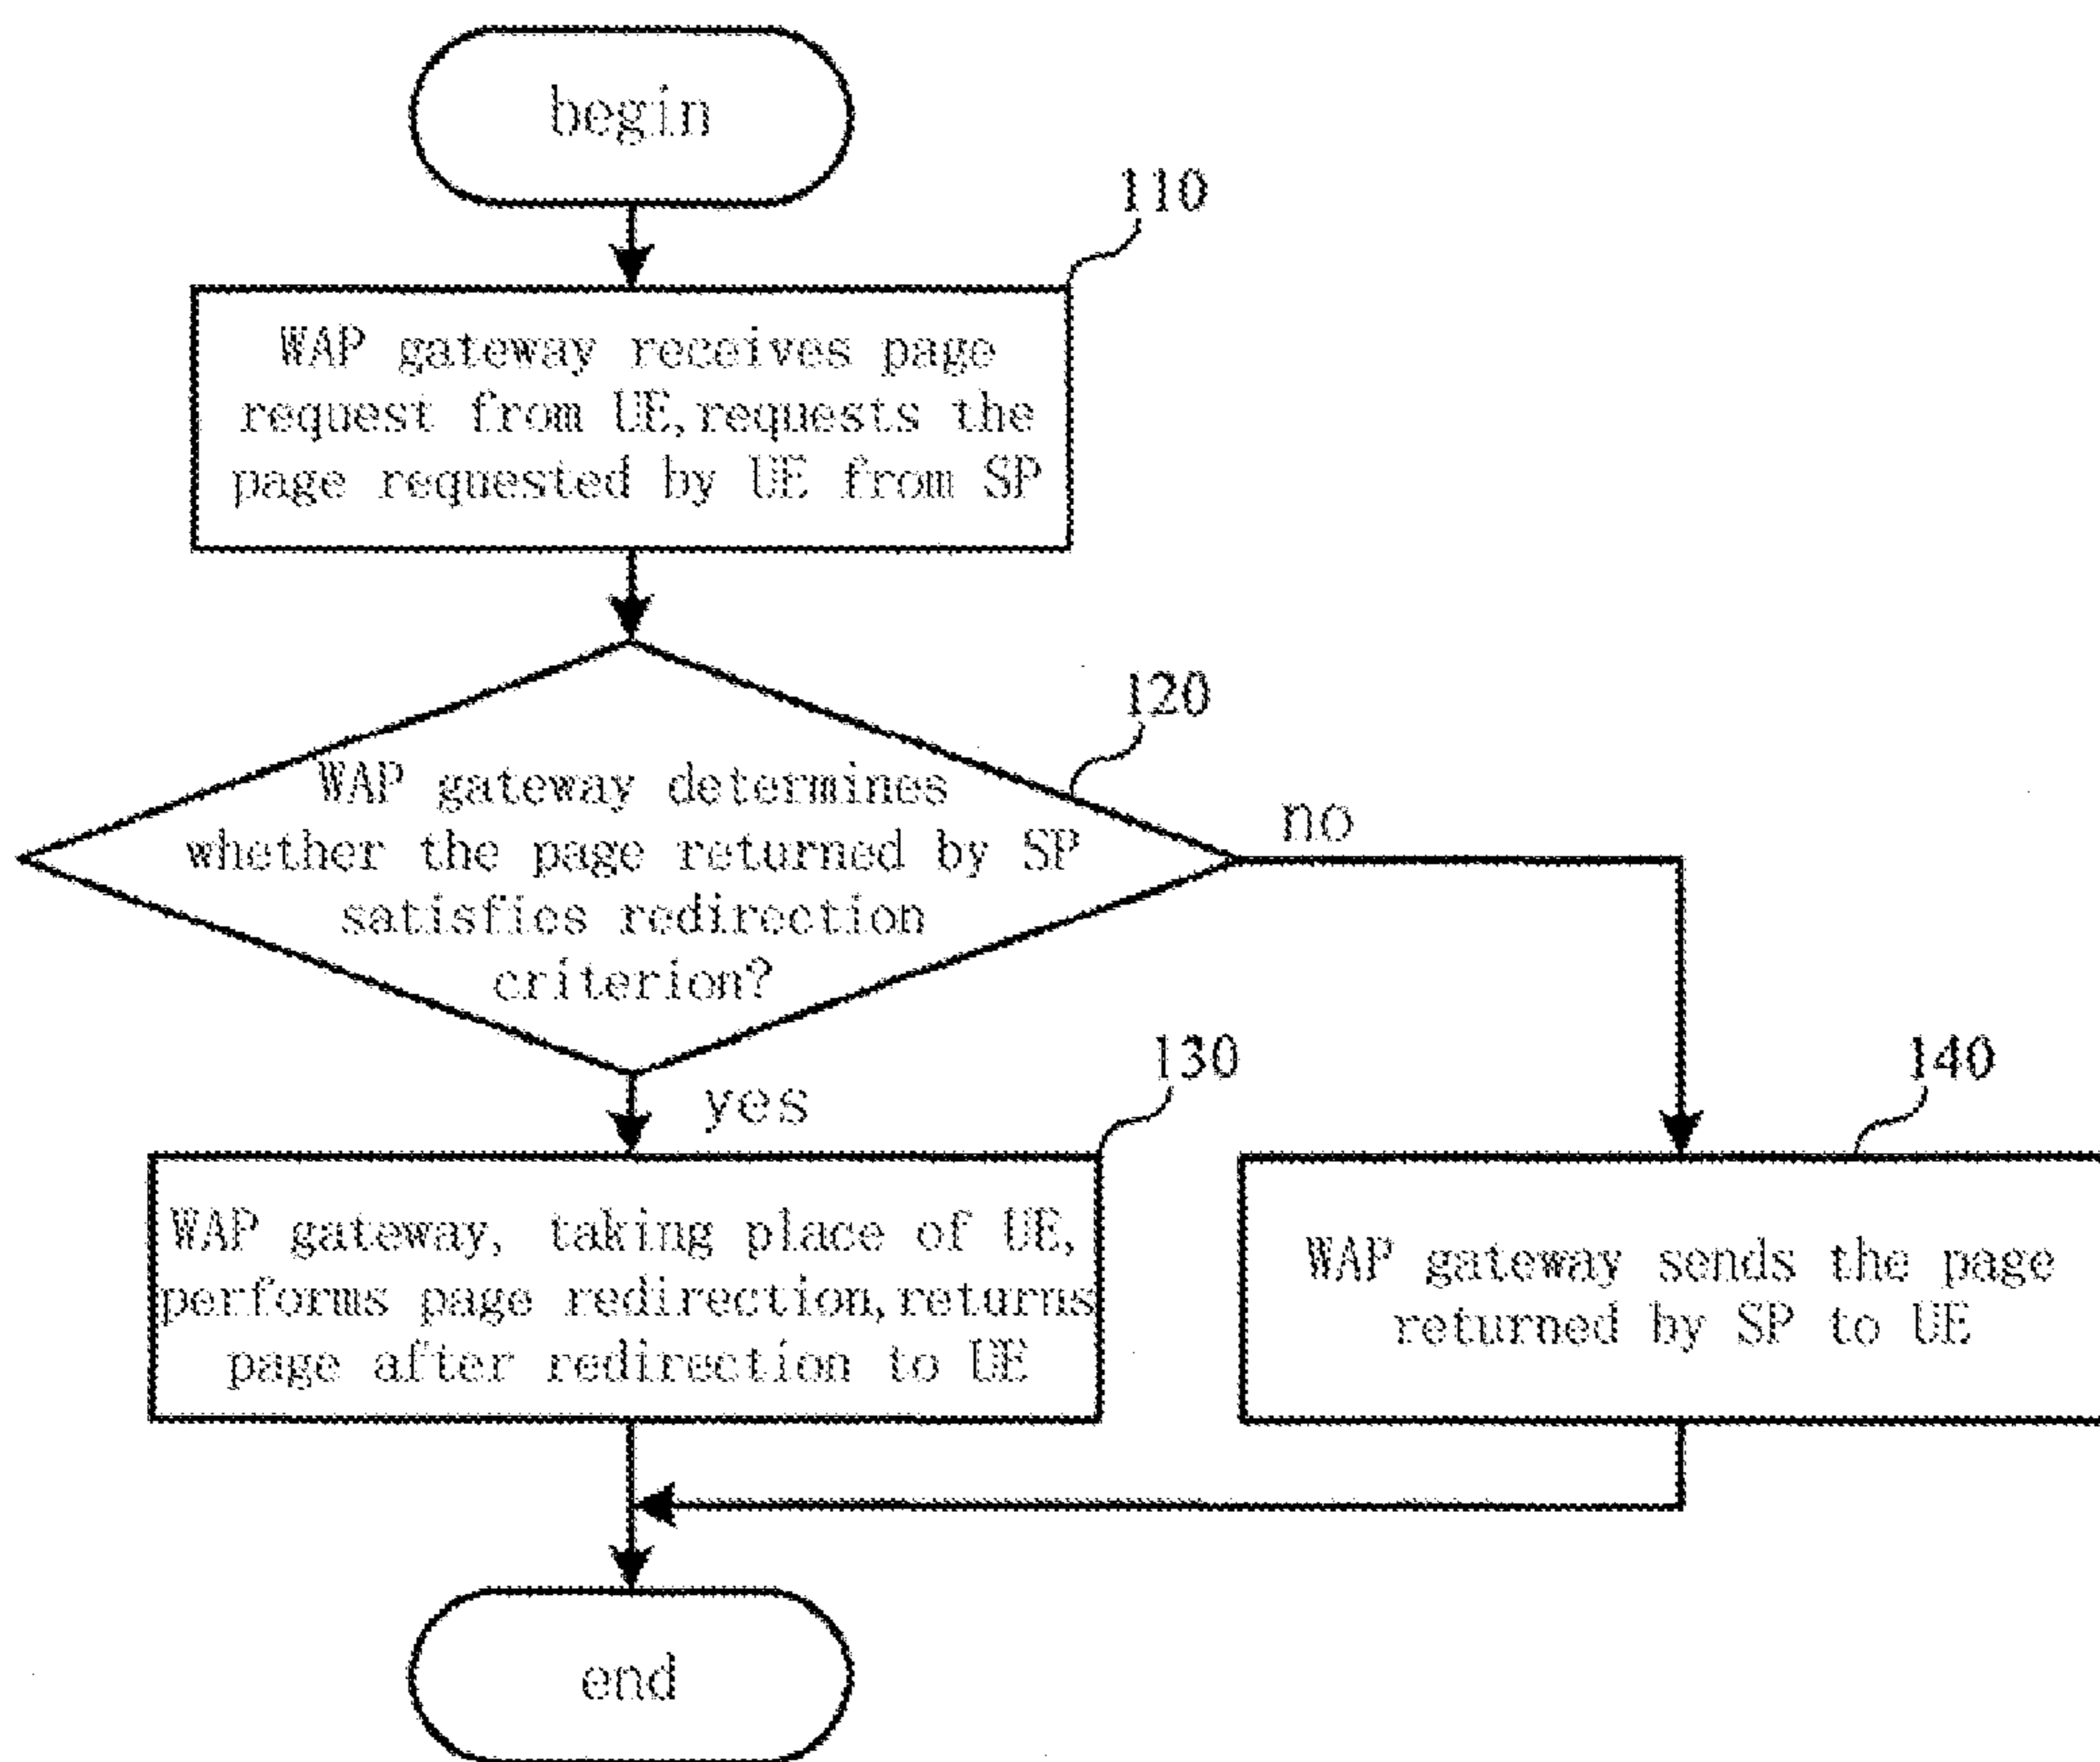 begin
110
WAP gateway receives page
request from UE, requests the
page requested by UE from SP
120
WAP gateway determines
whether the page returned by SP
satisfies redirection
criterion?
no
yes
130
140
WAP gateway, taking place of UE,
performs page redirection, returns
page after redirection to UE
WAP gateway sends the page
returned by SP to UE
end